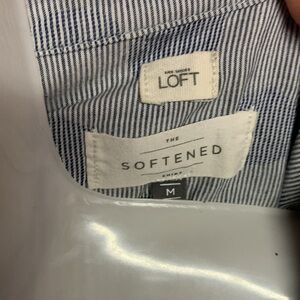 ANN TAYLOR
LOFT
THE
SOFTENED
SHIRT
M